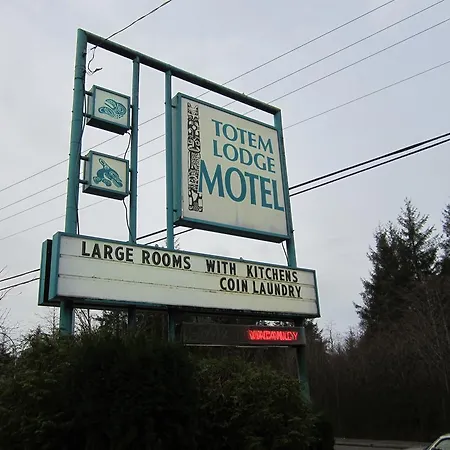 TOTEM
LODGE
MOTEL
LARGE ROOMS WITH KITCHENS
COIN LAUNDRY